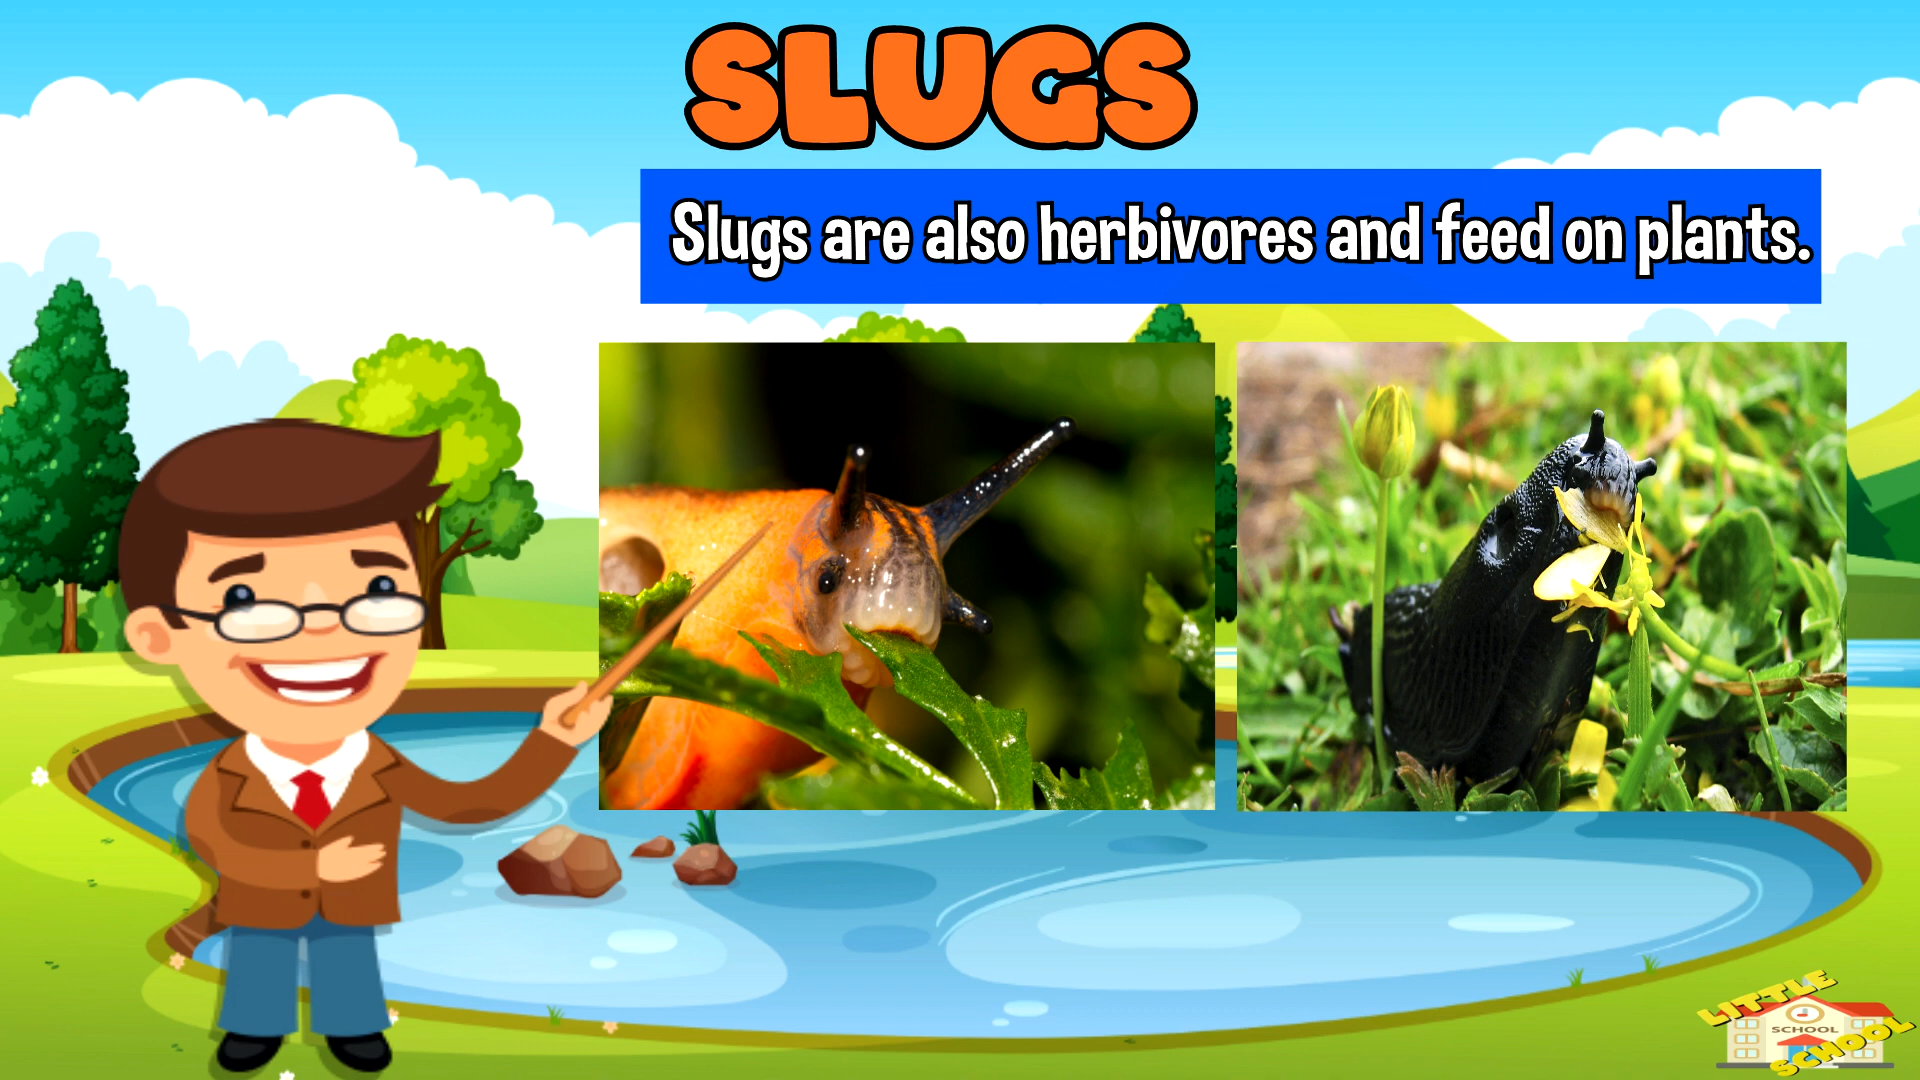 SLUGS
Slugs are also herbivores and feed on plants.
LITTLE
SCHOOL
SCHOOL